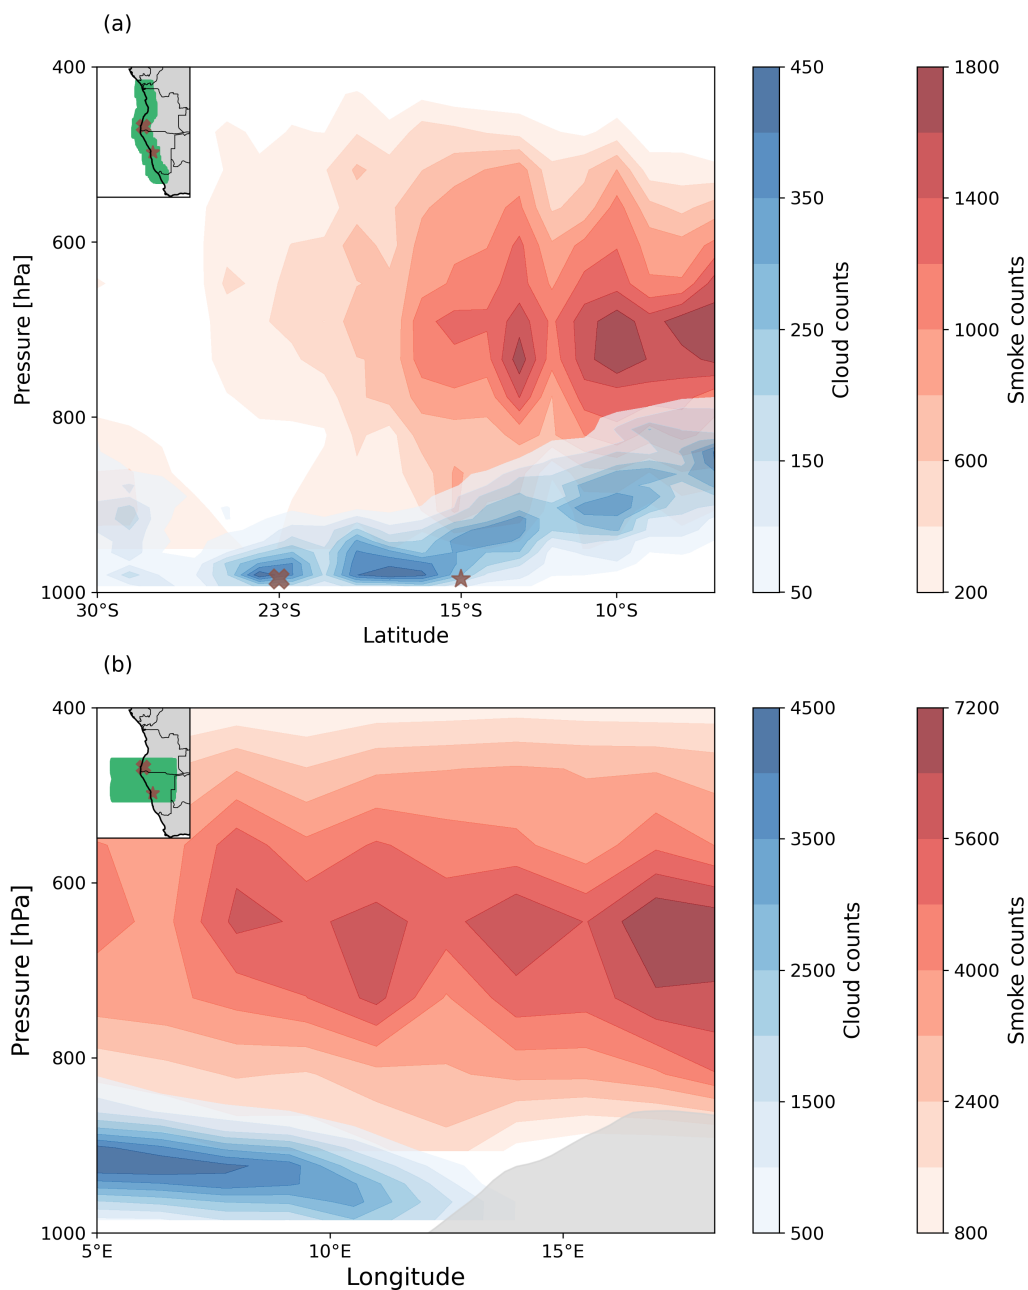 (a)
400
600
800
1000
Pressure [hPa]
30°S
23°S
15°S
10°S
Latitude
450
350
250
150
50
Cloud counts
1800
1400
1000
600
200
Smoke counts
(b)
400
600
800
1000
Pressure [hPa]
5°E
10°E
15°E
Longitude
4500
3500
2500
1500
500
Cloud counts
7200
5600
4000
2400
800
Smoke counts